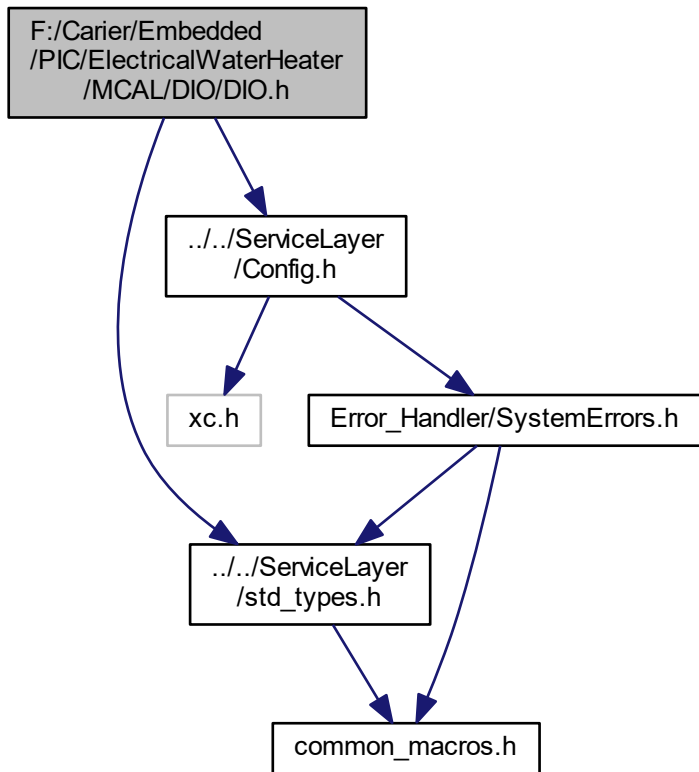 F:/Carier/Embedded
/PIC/ElectricalWaterHeater
/MCAL/DIO/DIO.h
../../ServiceLayer
/Config.h
xc.h
Error_Handler/SystemErrors.h
../../ServiceLayer
/std_types.h
common_macros.h